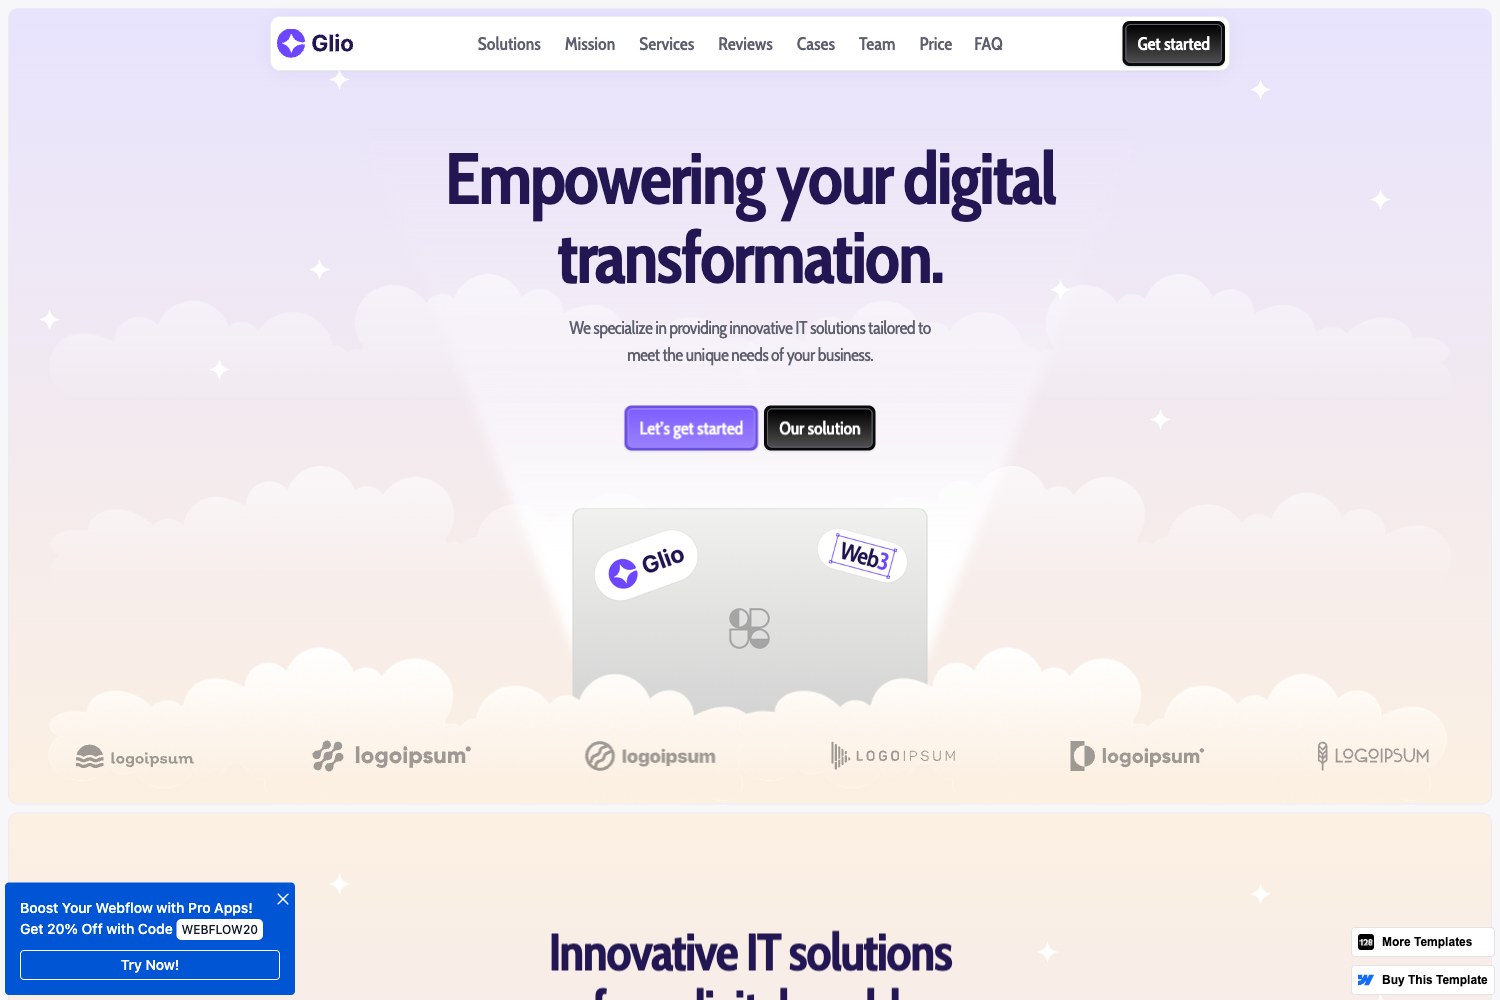 Glio
Solutions Mission Services Reviews Cases Team Price FAQ
Get started
Empowering your digital
transformation.
We specialize in providing innovative IT solutions tailored to
meet the unique needs of your business.
Let's get started
Our solution
Glio
Web3
logoipsum
logoipsum
logoipsum
LOGOIPSUM
logoipsum
LOGOIPSUM
Innovative IT solutions
Boost Your Webflow with Pro Apps!
Get 20% Off with Code WEBFLOW20
Try Now!
128 More Templates
Buy This Template